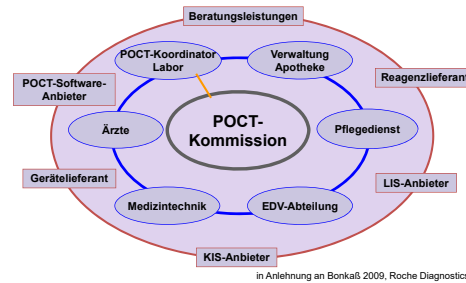 Beratungsleistungen
POCT-Koordinator
Labor
Verwaltung
Apotheke
POCT-Software-
Anbieter
Reagenzlieferant
Ärzte
POCT-
Kommission
Pflegedienst
Gerätelieferant
LIS-Anbieter
Medizintechnik
EDV-Abteilung
KIS-Anbieter
in Anlehnung an Bonkaß 2009, Roche Diagnostics